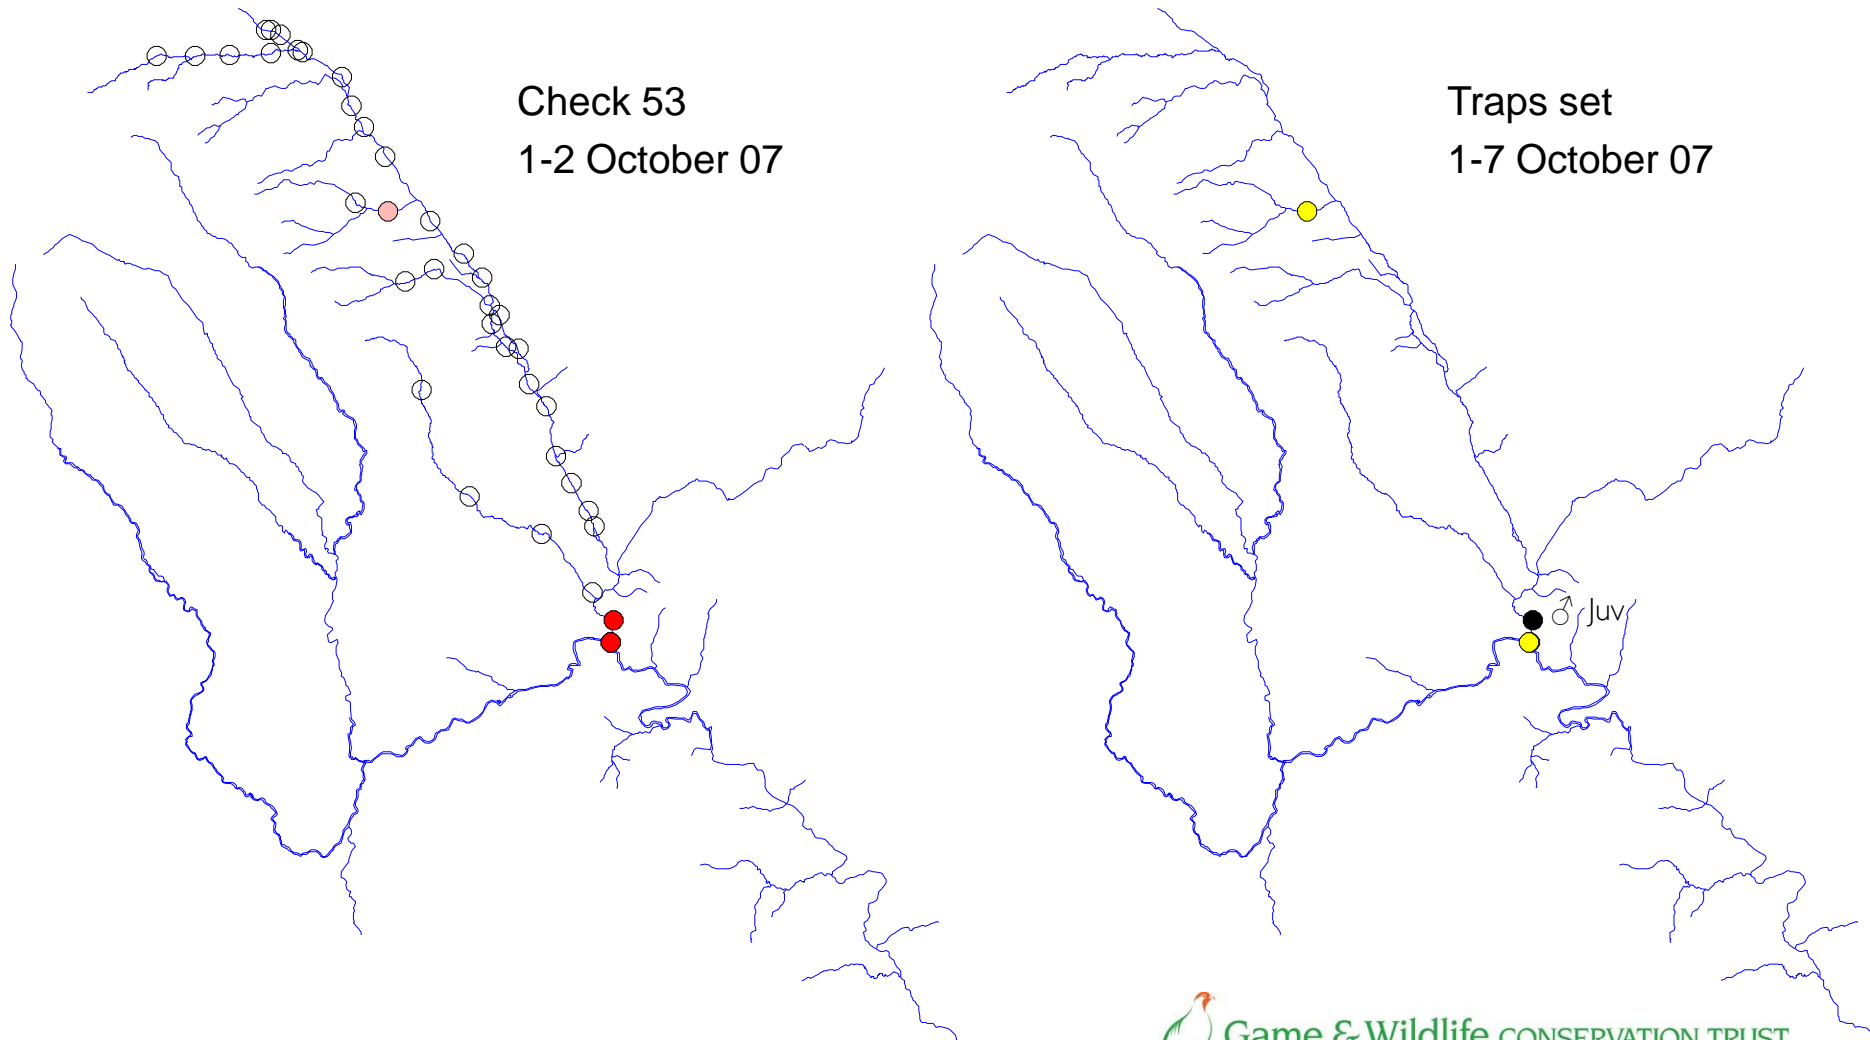 Check 53
1-2 October 07
Traps set
1-7 October 07
♂ Juv
Game & Wildlife CONSERVATION TRUST